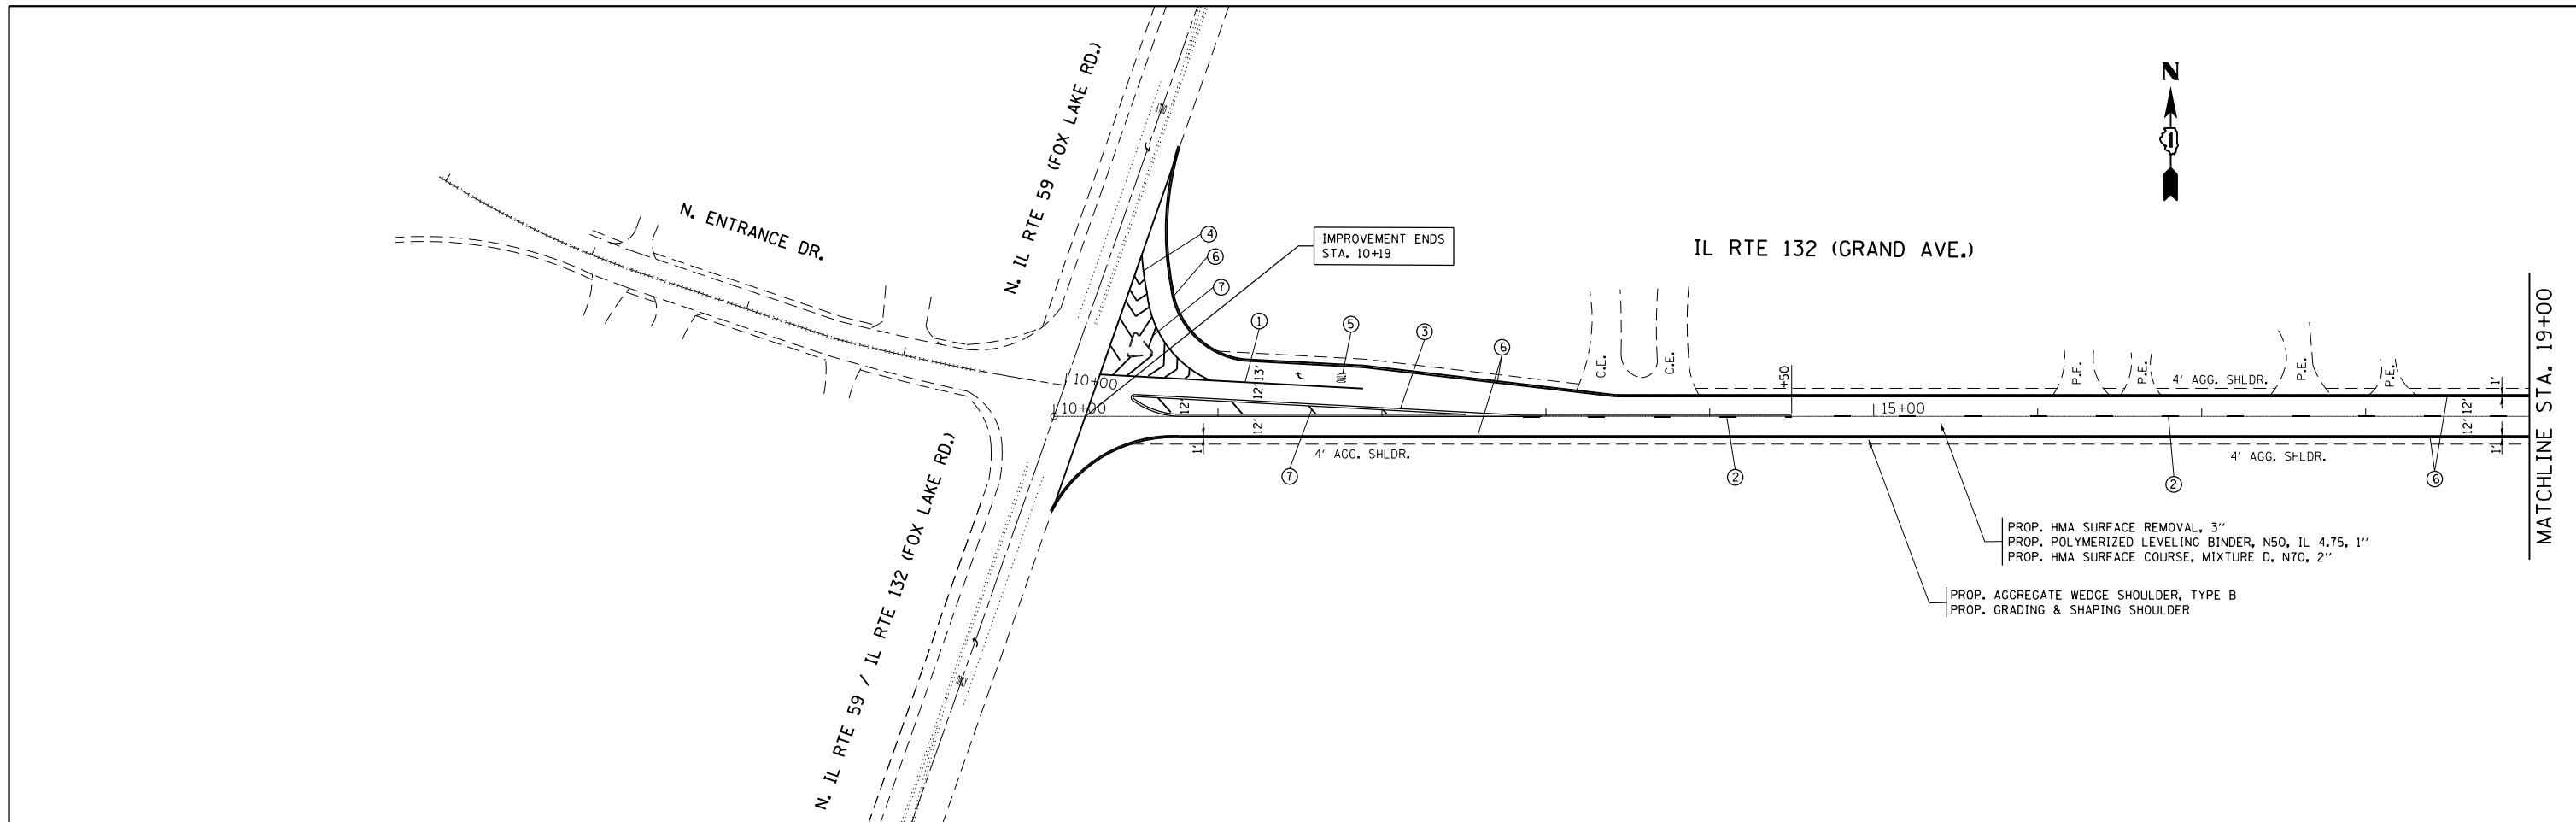 N
1
N. IL RTE 59 (FOX LAKE RD.)
N. ENTRANCE DR.
IMPROVEMENT ENDS
STA. 10+19
IL RTE 132 (GRAND AVE.)
MATCHLINE STA. 19+00
4
6
7
1
5
3
6
C.E.
C.E.
+50
P.E.
P.E.
P.E.
P.E.
4' AGG. SHLDR.
1'
10+00
12'
13'
10+00
12'
12'
15+00
12'
12'
1'
4' AGG. SHLDR.
1'
4' AGG. SHLDR.
7
2
2
6
N. IL RTE 59 / IL RTE 132 (FOX LAKE RD.)
PROP. HMA SURFACE REMOVAL, 3"
PROP. POLYMERIZED LEVELING BINDER, N50, IL 4.75, 1"
PROP. HMA SURFACE COURSE, MIXTURE D, N70, 2"
PROP. AGGREGATE WEDGE SHOULDER, TYPE B
PROP. GRADING & SHAPING SHOULDER